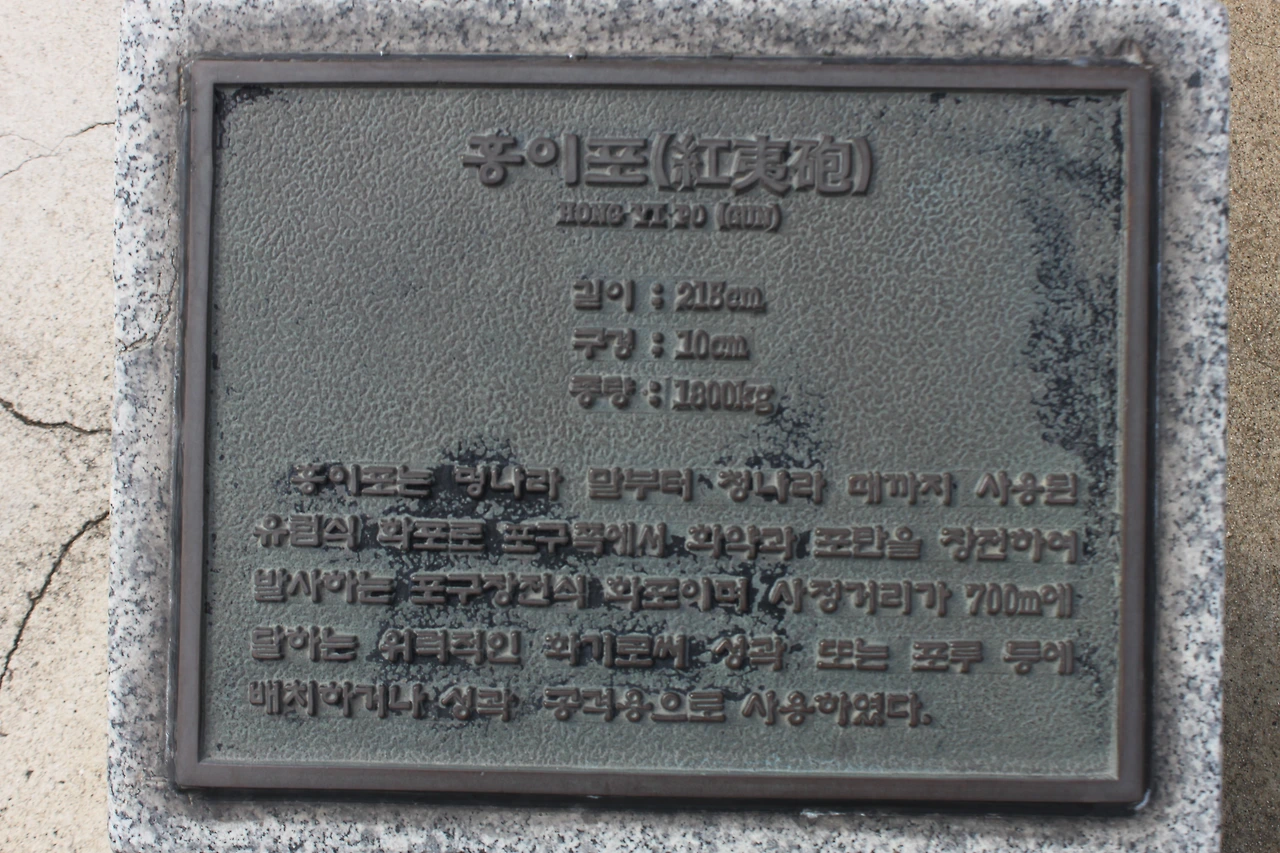 홍이포(紅夷砲)
HONG YI PO (GUN)
길이 : 215cm
구경 : 10cm
중량 : 1800kg
홍이포는 명나라 말부터 청나라 때까지 사용된
유럽식 화포로 포구쪽에서 화약과 포탄을 장전하여
발사하는 포구장전식 화포이며 사정거리가 700m에
달하는 위력적인 화기로써 성곽 또는 포루 등에
배치하거나 성곽 공격용으로 사용하였다.